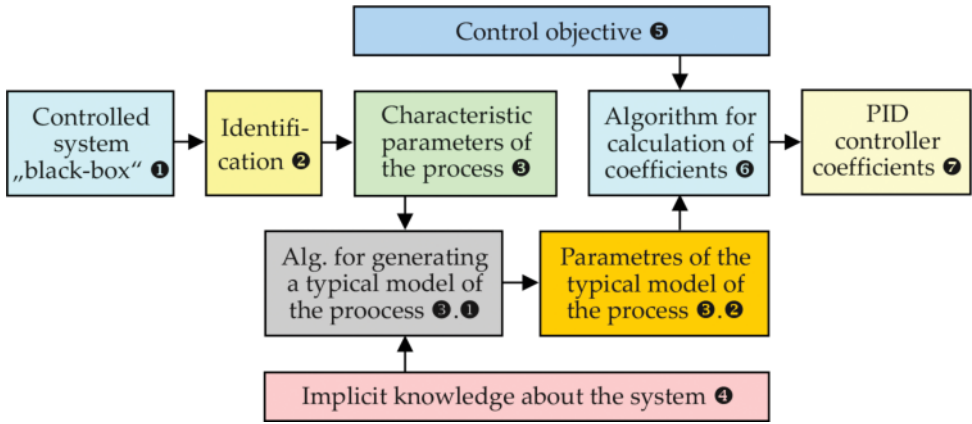 Control objective ❺
Controlled
system
„black-box“ ❶
Identifi-
cation ❷
Characteristic
parameters of
the process ❸
Algorithm for
calculation of
coefficients ❻
PID
controller
coefficients ❼
Alg. for generating
a typical model of
the proocess ❸.❶
Parametres of the
typical model of
the process ❸.❷
Implicit knowledge about the system ❹